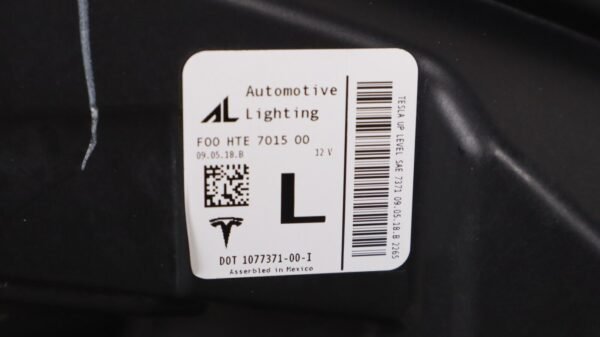 AL Automotive
Lighting
F00 HTE 7015 00
09.05.18.B 12 V
L
DOT 1077371-00-I
Assembled in Mexico
TESLA UP LEVEL SAE 7371 09.05.18.B 2265